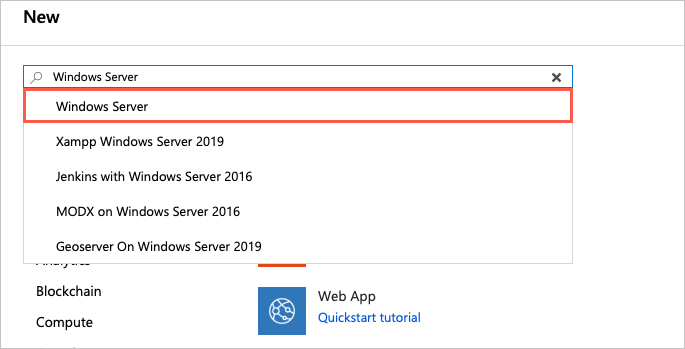 New
Windows Server
Windows Server
Xampp Windows Server 2019
Jenkins with Windows Server 2016
MODX on Windows Server 2016
Geoserver On Windows Server 2019
Analytics
Blockchain
Web App
Quickstart tutorial
Compute